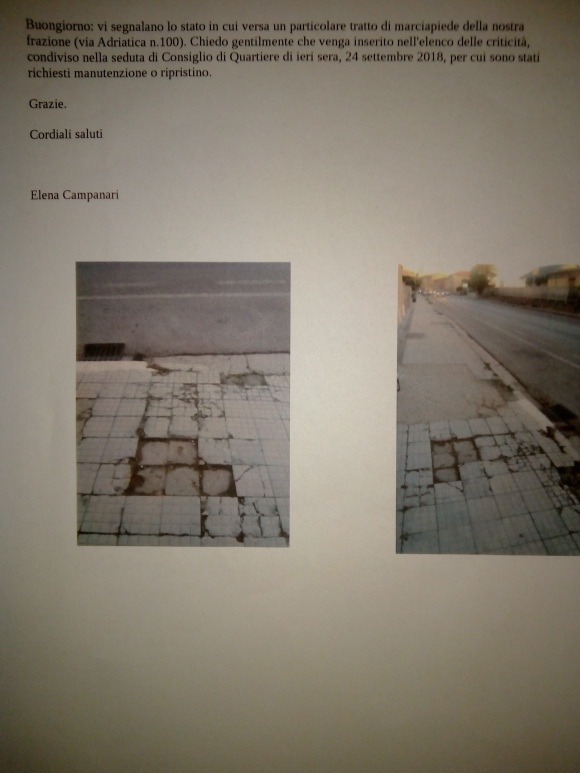 Buongiorno: vi segnalano lo stato in cui versa un particolare tratto di marciapiede della nostra
frazione (via Adriatica n.100). Chiedo gentilmente che venga inserito nell'elenco delle criticità,
condiviso nella seduta di Consiglio di Quartiere di ieri sera, 24 settembre 2018, per cui sono stati
richiesti manutenzione o ripristino.
Grazie.
Cordiali saluti
Elena Campanari